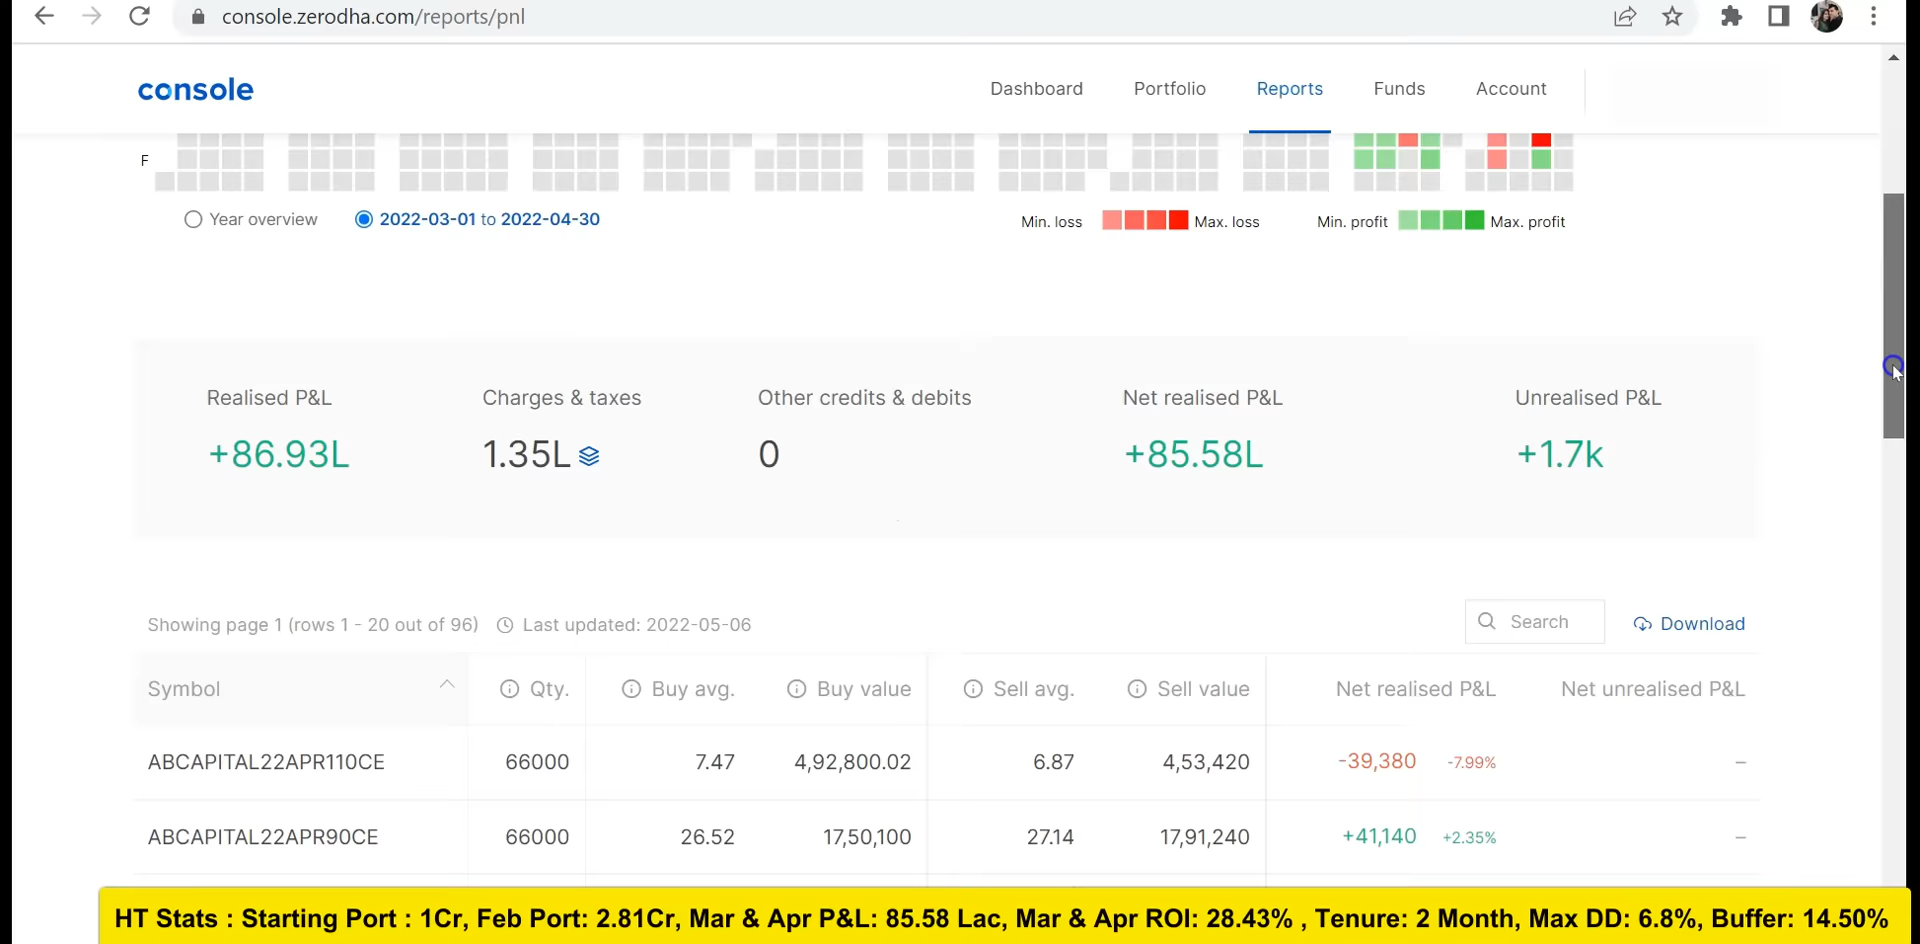 console.zerodha.com/reports/pnl
console Dashboard Portfolio Reports Funds Account
F
Year overview 2022-03-01 to 2022-04-30 Min. loss Max. loss Min. profit Max. profit
Realised P&L Charges & taxes Other credits & debits Net realised P&L Unrealised P&L
+86.93L 1.35L 0 +85.58L +1.7k
Showing page 1 (rows 1 - 20 out of 96) Last updated: 2022-05-06 Search Download
Symbol Qty. Buy avg. Buy value Sell avg. Sell value Net realised P&L Net unrealised P&L
ABCAPITAL22APR110CE 66000 7.47 4,92,800.02 6.87 4,53,420 -39,380 -7.99% –
ABCAPITAL22APR90CE 66000 26.52 17,50,100 27.14 17,91,240 +41,140 +2.35% –
HT Stats : Starting Port : 1Cr, Feb Port: 2.81Cr, Mar & Apr P&L: 85.58 Lac, Mar & Apr ROI: 28.43% , Tenure: 2 Month, Max DD: 6.8%, Buffer: 14.50%